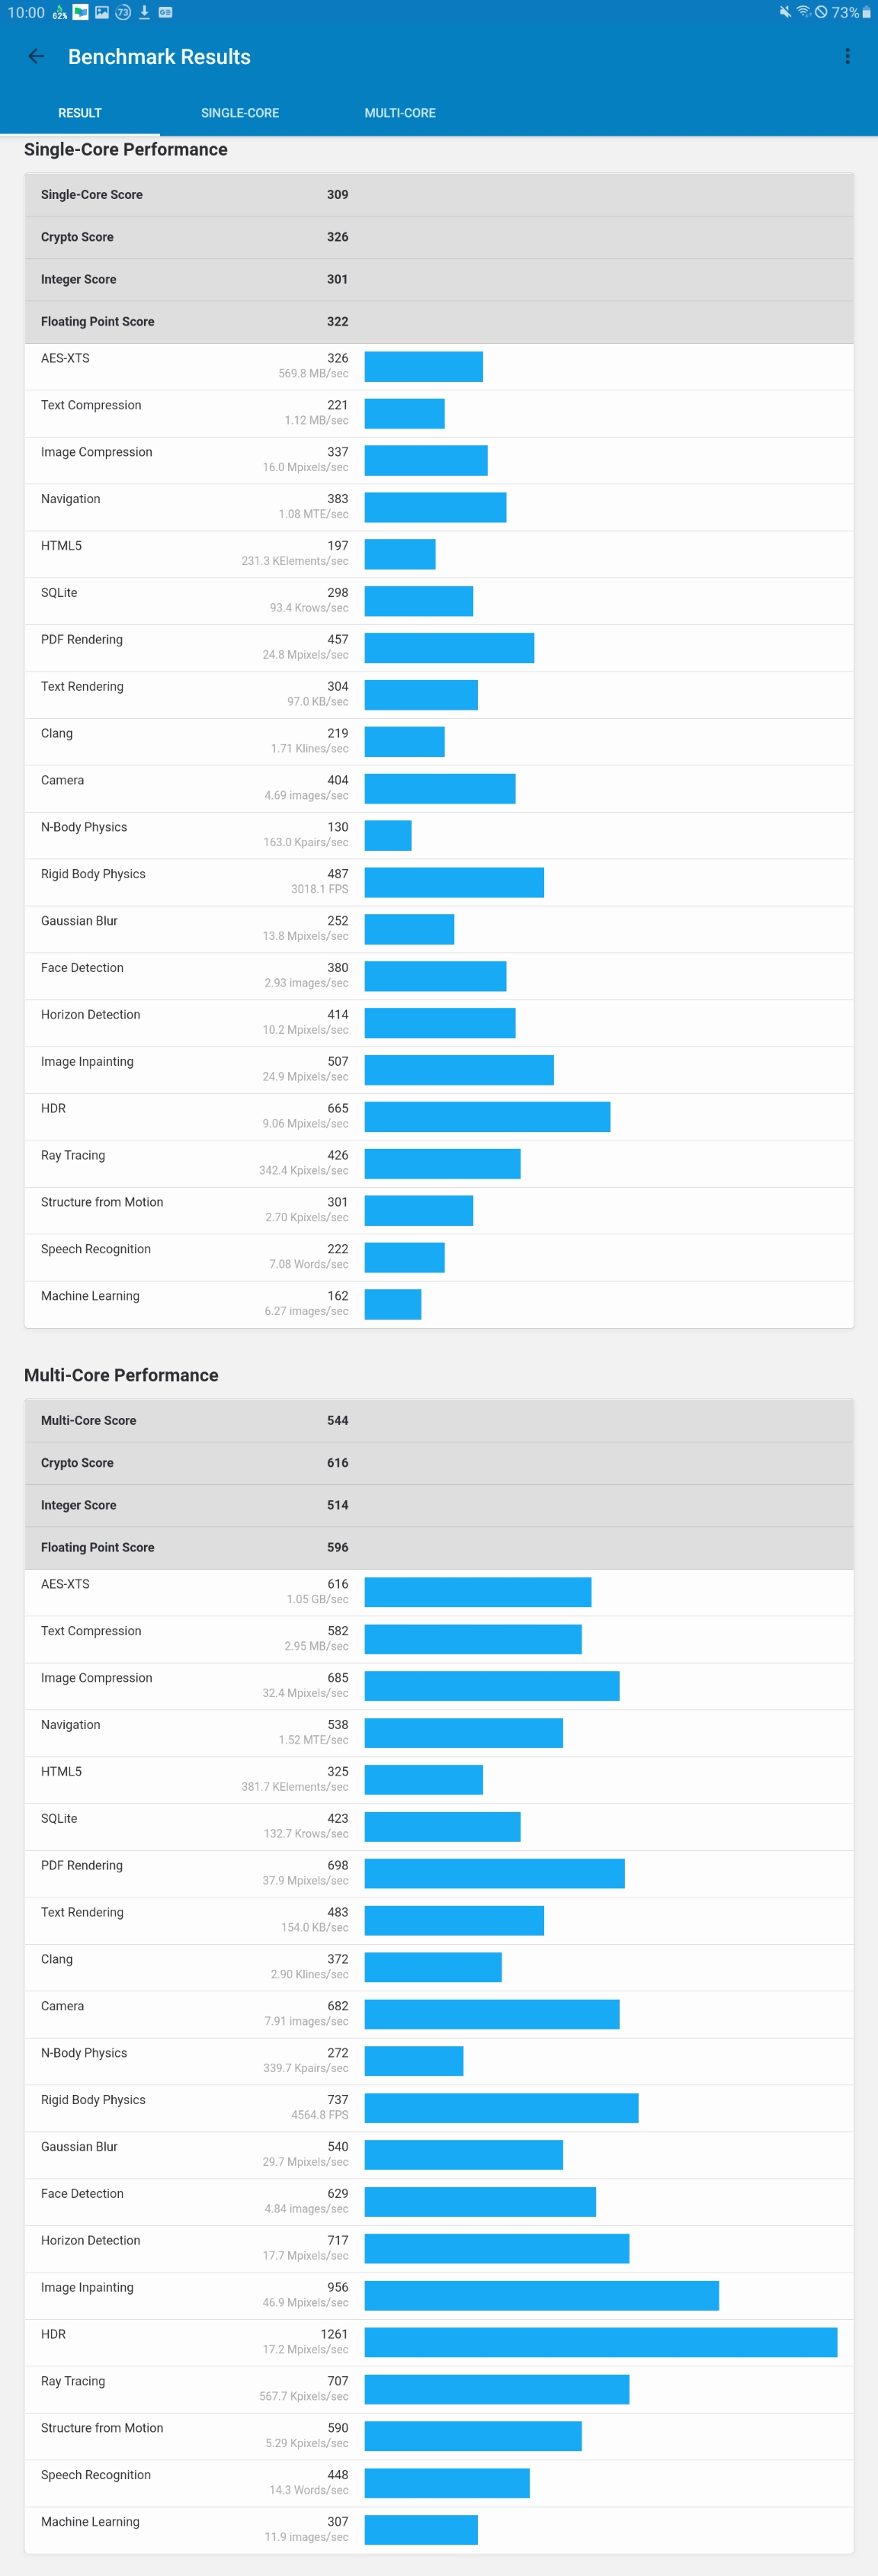 10:00 62% 73 GE 73%
Benchmark Results
RESULT SINGLE-CORE MULTI-CORE
Single-Core Performance
Single-Core Score 309
Crypto Score 326
Integer Score 301
Floating Point Score 322
AES-XTS 326
569.8 MB/sec
Text Compression 221
1.12 MB/sec
Image Compression 337
16.0 Mpixels/sec
Navigation 383
1.08 MTE/sec
HTML5 197
231.3 KElements/sec
SQLite 298
93.4 Krows/sec
PDF Rendering 457
24.8 Mpixels/sec
Text Rendering 304
97.0 KB/sec
Clang 219
1.71 Klines/sec
Camera 404
4.69 images/sec
N-Body Physics 130
163.0 Kpairs/sec
Rigid Body Physics 487
3018.1 FPS
Gaussian Blur 252
13.8 Mpixels/sec
Face Detection 380
2.93 images/sec
Horizon Detection 414
10.2 Mpixels/sec
Image Inpainting 507
24.9 Mpixels/sec
HDR 665
9.06 Mpixels/sec
Ray Tracing 426
342.4 Kpixels/sec
Structure from Motion 301
2.70 Kpixels/sec
Speech Recognition 222
7.08 Words/sec
Machine Learning 162
6.27 images/sec
Multi-Core Performance
Multi-Core Score 544
Crypto Score 616
Integer Score 514
Floating Point Score 596
AES-XTS 616
1.05 GB/sec
Text Compression 582
2.95 MB/sec
Image Compression 685
32.4 Mpixels/sec
Navigation 538
1.52 MTE/sec
HTML5 325
381.7 KElements/sec
SQLite 423
132.7 Krows/sec
PDF Rendering 698
37.9 Mpixels/sec
Text Rendering 483
154.0 KB/sec
Clang 372
2.90 Klines/sec
Camera 682
7.91 images/sec
N-Body Physics 272
339.7 Kpairs/sec
Rigid Body Physics 737
4564.8 FPS
Gaussian Blur 540
29.7 Mpixels/sec
Face Detection 629
4.84 images/sec
Horizon Detection 717
17.7 Mpixels/sec
Image Inpainting 956
46.9 Mpixels/sec
HDR 1261
17.2 Mpixels/sec
Ray Tracing 707
567.7 Kpixels/sec
Structure from Motion 590
5.29 Kpixels/sec
Speech Recognition 448
14.3 Words/sec
Machine Learning 307
11.9 images/sec